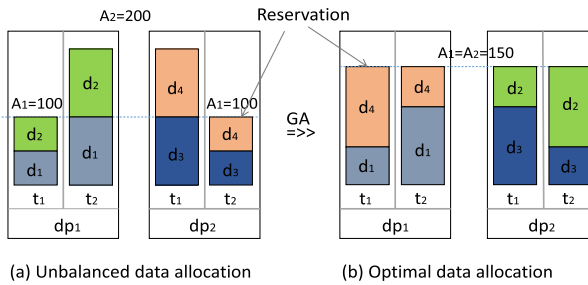 A₂=200
Reservation
A₁=100
A₁=100
A₁=A₂=150
d₂
d₁
d₂
d₁
d₄
d₃
d₄
d₃
GA
=>>
d₄
d₁
d₄
d₁
d₂
d₃
d₂
d₃
t₁ t₂ t₁ t₂ t₁ t₂ t₁ t₂
dp₁ dp₂ dp₁ dp₂
(a) Unbalanced data allocation (b) Optimal data allocation